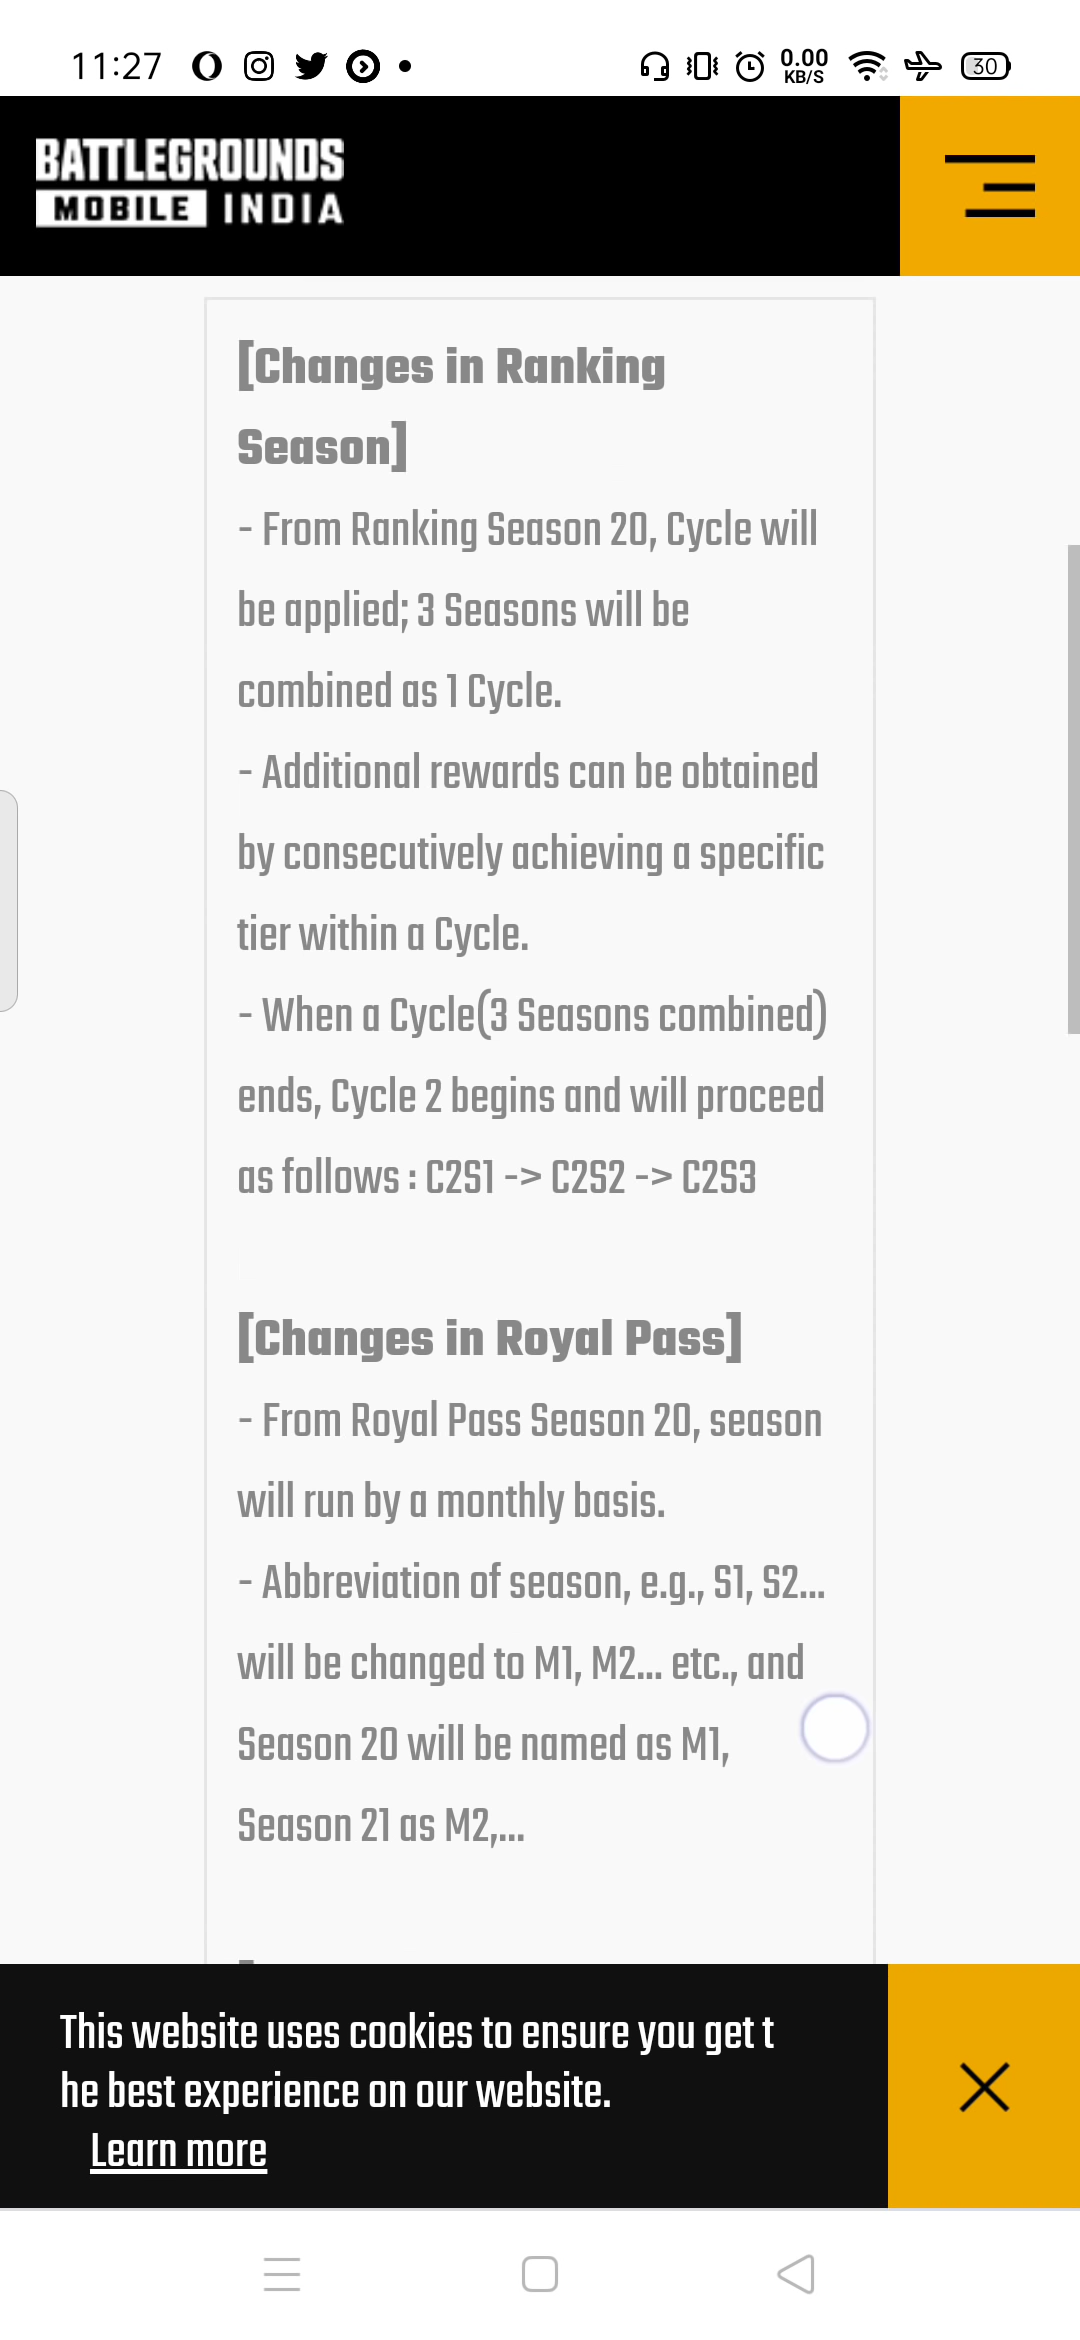 11:27
0.00
KB/S
30
BATTLEGROUNDS
MOBILE INDIA
[Changes in Ranking
Season]
- From Ranking Season 20, Cycle will
be applied; 3 Seasons will be
combined as 1 Cycle.
- Additional rewards can be obtained
by consecutively achieving a specific
tier within a Cycle.
- When a Cycle(3 Seasons combined)
ends, Cycle 2 begins and will proceed
as follows : C2S1 -> C2S2 -> C2S3
[Changes in Royal Pass]
- From Royal Pass Season 20, season
will run by a monthly basis.
- Abbreviation of season, e.g., S1, S2...
will be changed to M1, M2... etc., and
Season 20 will be named as M1,
Season 21 as M2,...
This website uses cookies to ensure you get t
he best experience on our website.
Learn more